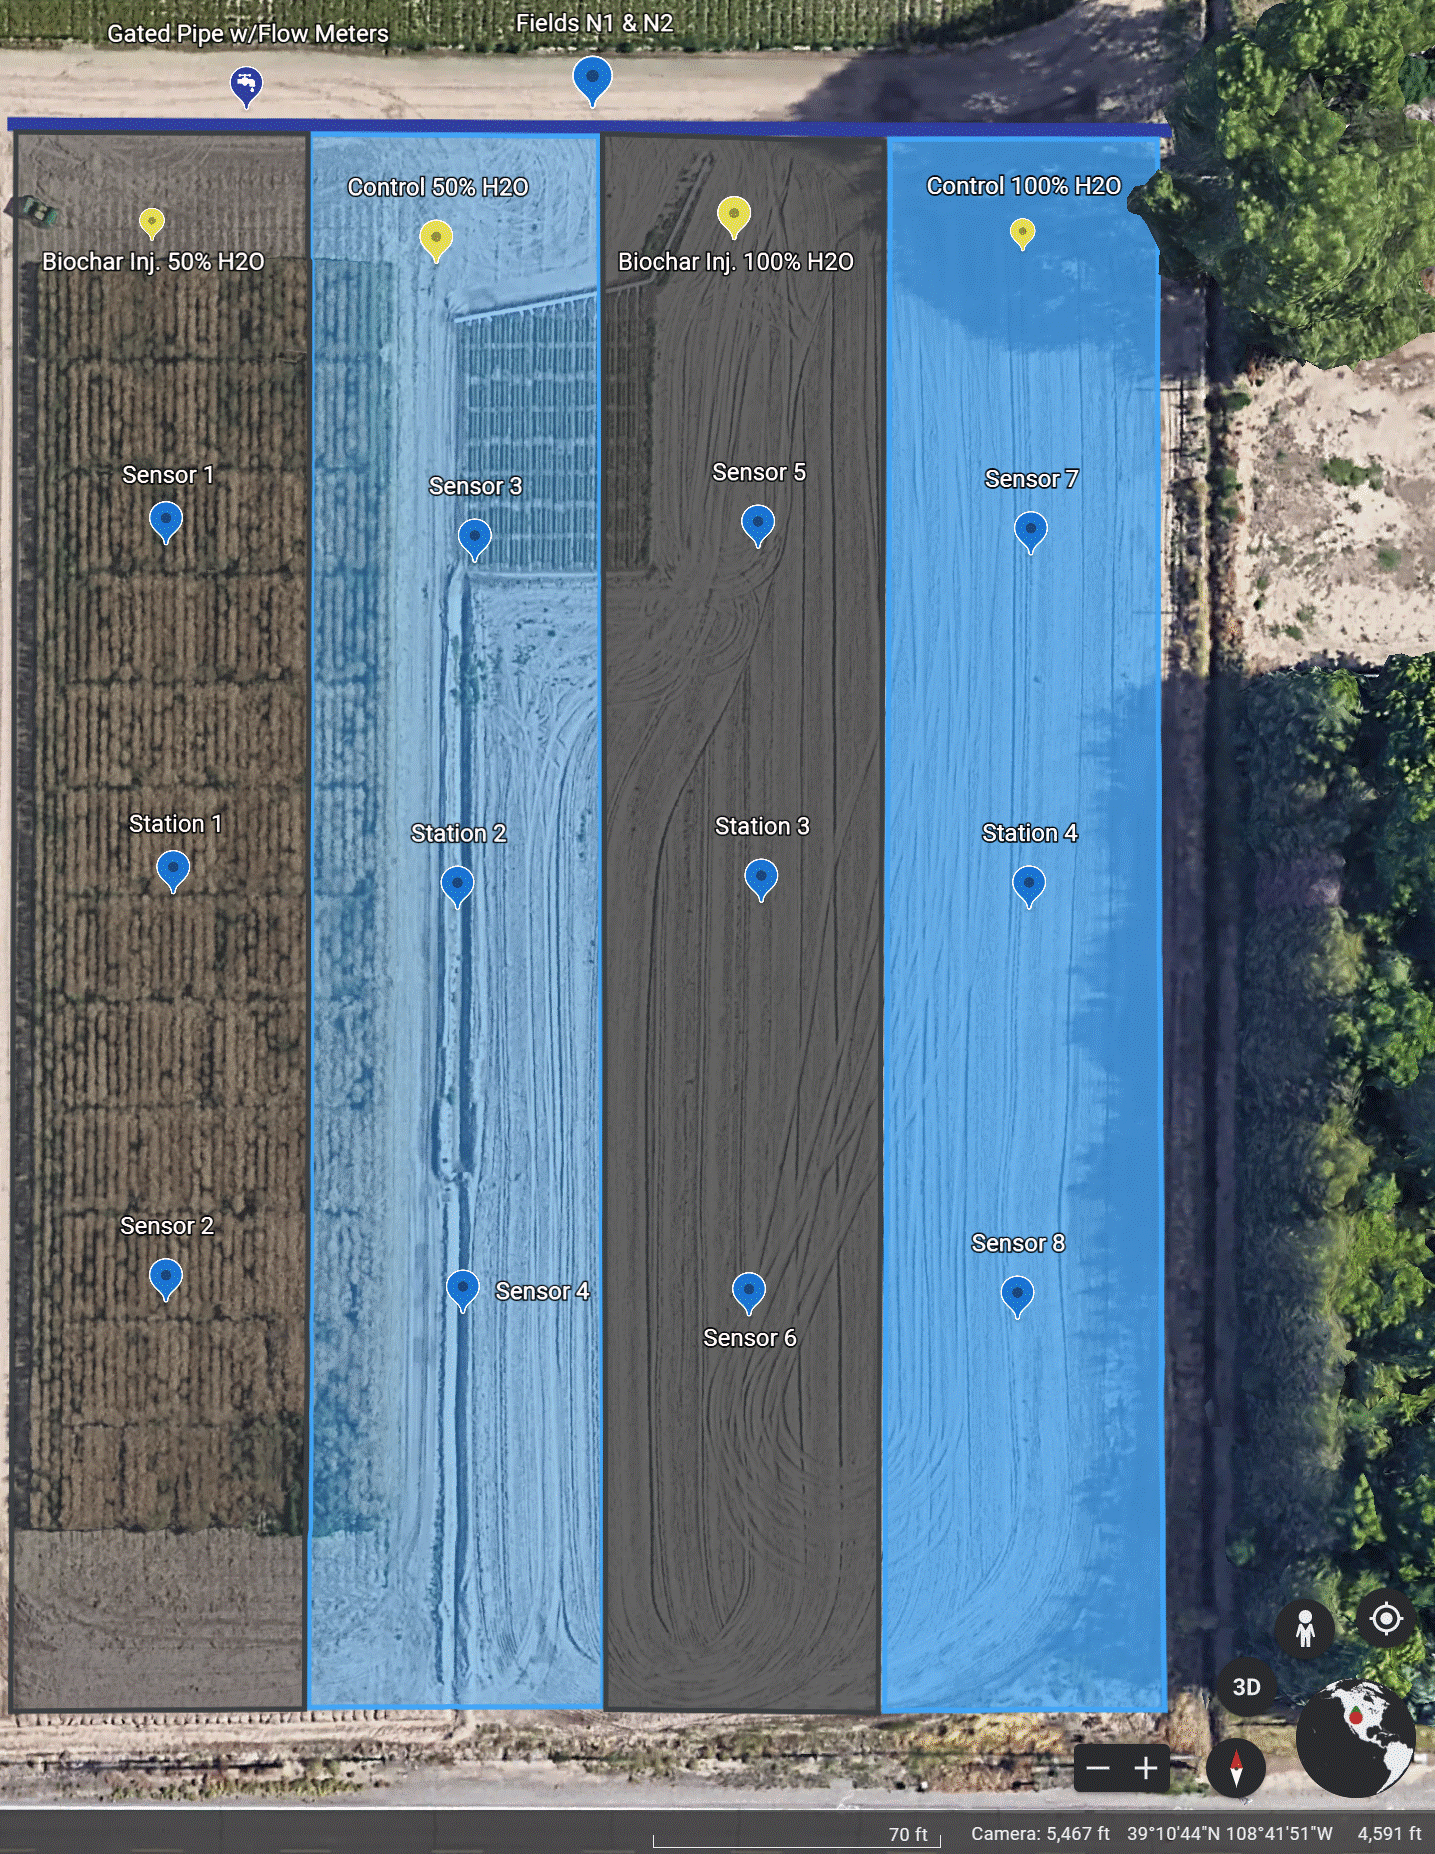 Gated Pipe w/Flow Meters
Fields N1 & N2
Control 50% H2O
Control 100% H2O
Biochar Inj. 50% H2O
Biochar Inj. 100% H2O
Sensor 1
Sensor 3
Sensor 5
Sensor 7
Station 1
Station 2
Station 3
Station 4
Sensor 2
Sensor 4
Sensor 6
Sensor 8
3D
70 ft
Camera: 5,467 ft
39°10'44"N 108°41'51"W
4,591 ft